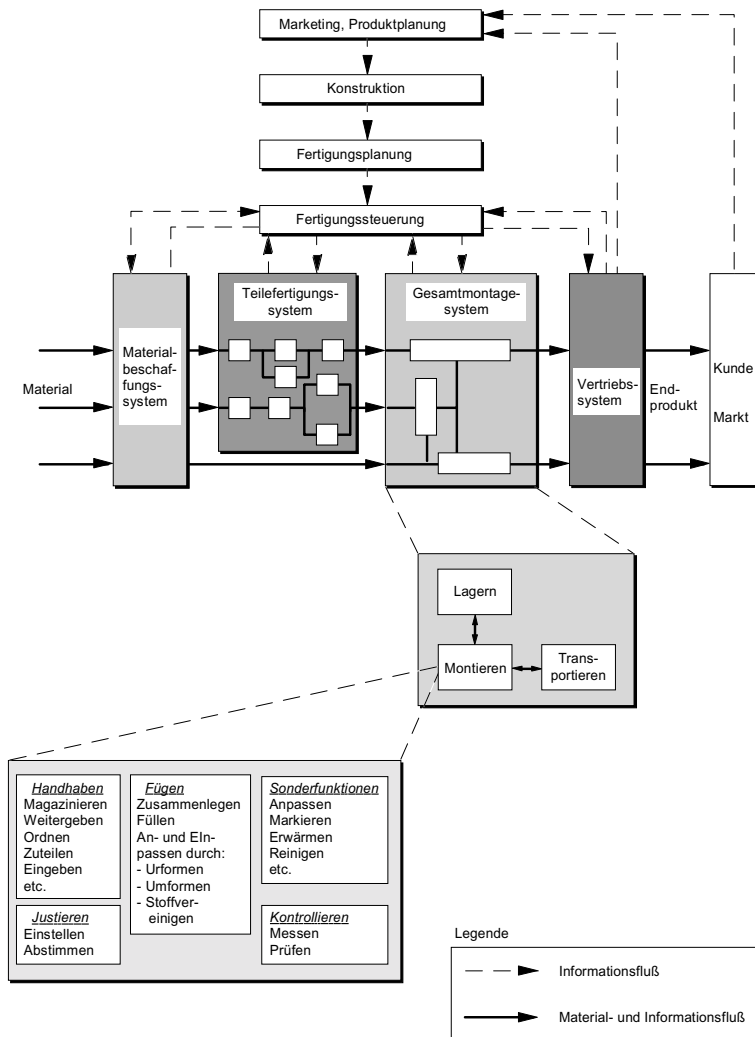 Marketing, Produktplanung
Konstruktion
Fertigungsplanung
Fertigungssteuerung
Material
Material-
beschaf-
fungs-
system
Teilefertigungs-
system
Gesamtmontage-
system
Vertriebs-
system
End-
produkt
Kunde
Markt
Lagern
Montieren
Trans-
portieren
Handhaben
Magazinieren
Weitergeben
Ordnen
Zuteilen
Eingeben
etc.
Fügen
Zusammenlegen
Füllen
An- und EIn-
passen durch:
- Urformen
- Umformen
- Stoffver-
einigen
Sonderfunktionen
Anpassen
Markieren
Erwärmen
Reinigen
etc.
Justieren
Einstellen
Abstimmen
Kontrollieren
Messen
Prüfen
Legende
Informationsfluß
Material- und Informationsfluß